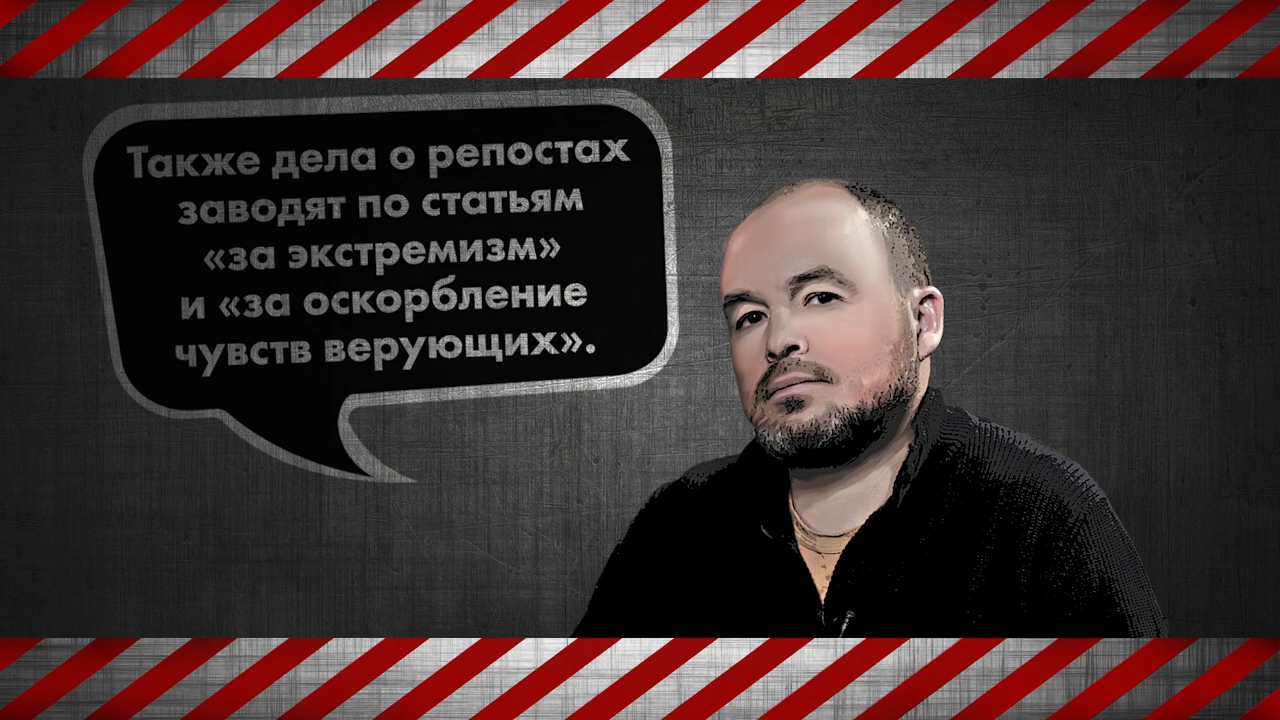 Также дела о репостах
заводят по статьям
«за экстремизм»
и «за оскорбление
чувств верующих».